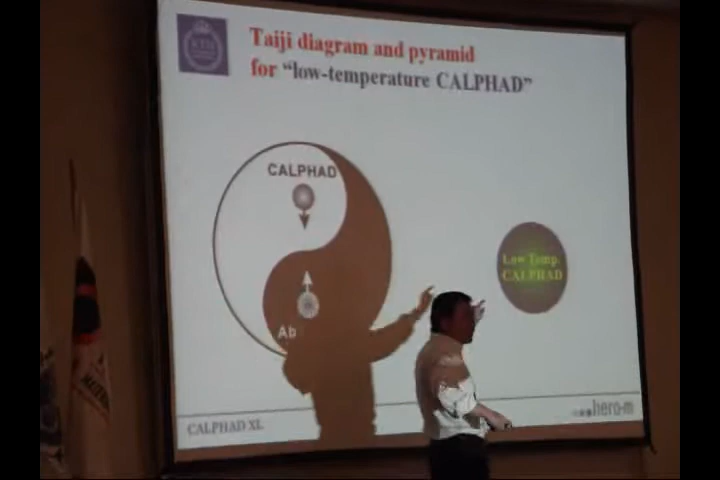 Taiji diagram and pyramid
for “low-temperature CALPHAD”
CALPHAD
Low Temp.
CALPHAD
Ab
CALPHAD XL
hero-m